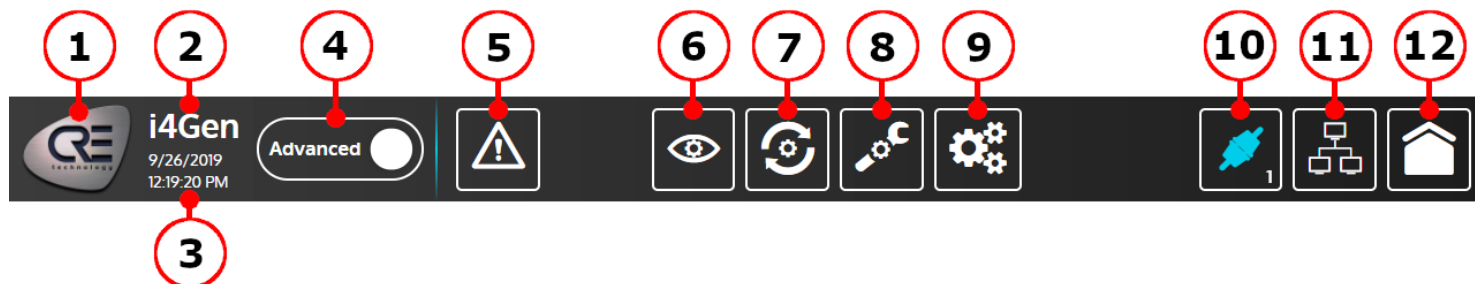 1 2 4 5 6 7 8 9 10 11 12
CRE
technology
i4Gen
9/26/2019
12:19:20 PM
Advanced
1
3